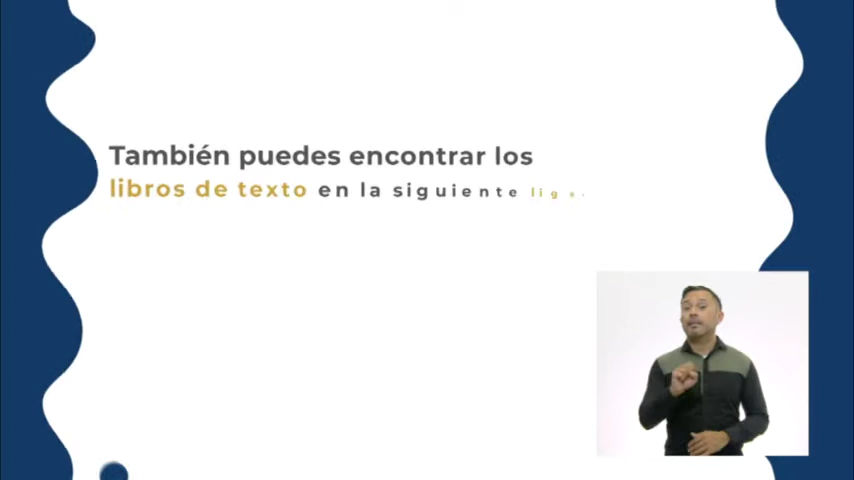 También puedes encontrar los
libros de texto en la siguiente